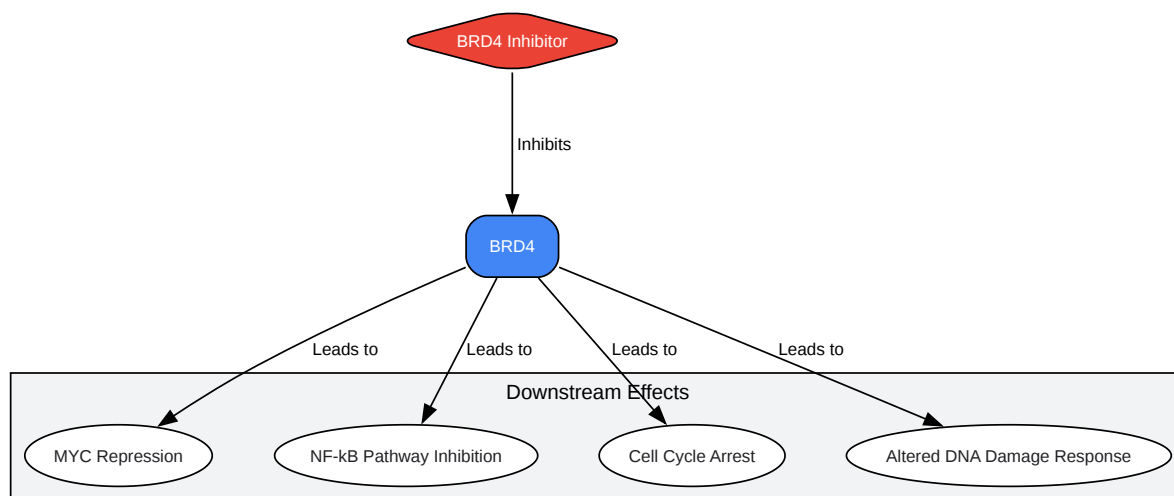 BRD4 Inhibitor
Inhibits
BRD4
Leads to
Leads to
Leads to
Leads to
Downstream Effects
MYC Repression
NF-kB Pathway Inhibition
Cell Cycle Arrest
Altered DNA Damage Response